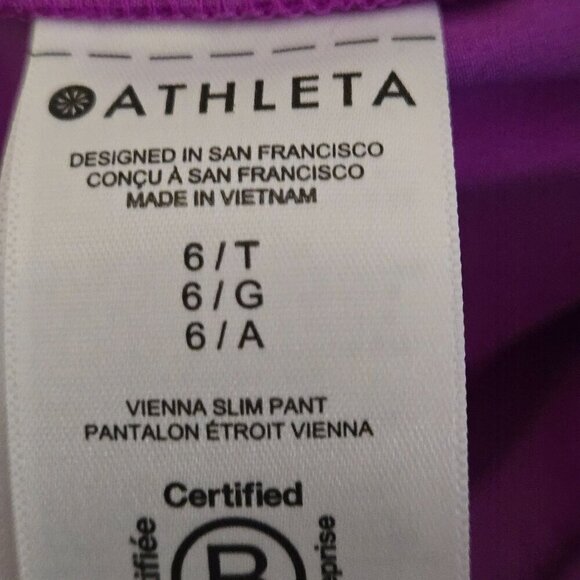 ATHLETA
DESIGNED IN SAN FRANCISCO
CONÇU À SAN FRANCISCO
MADE IN VIETNAM
6 / T
6 / G
6 / A
VIENNA SLIM PANT
PANTALON ÉTROIT VIENNA
Certified
B